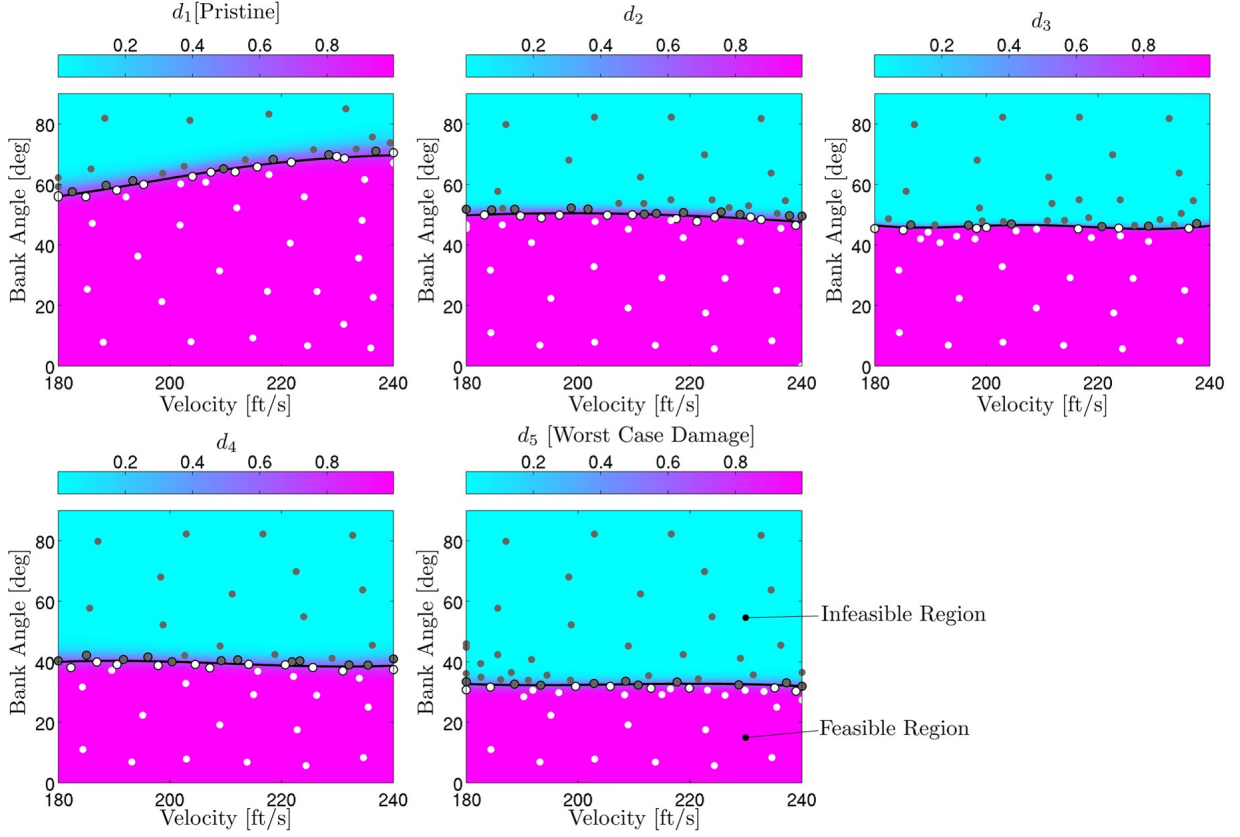 d1[Pristine]
0.2 0.4 0.6 0.8
Bank Angle [deg]
80
60
40
20
0
180 200 220 240
Velocity [ft/s]
d2
0.2 0.4 0.6 0.8
Bank Angle [deg]
80
60
40
20
0
180 200 220 240
Velocity [ft/s]
d3
0.2 0.4 0.6 0.8
Bank Angle [deg]
80
60
40
20
0
180 200 220 240
Velocity [ft/s]
d4
0.2 0.4 0.6 0.8
Bank Angle [deg]
80
60
40
20
0
180 200 220 240
Velocity [ft/s]
d5 [Worst Case Damage]
0.2 0.4 0.6 0.8
Bank Angle [deg]
80
60
40
20
0
180 200 220 240
Velocity [ft/s]
Infeasible Region
Feasible Region